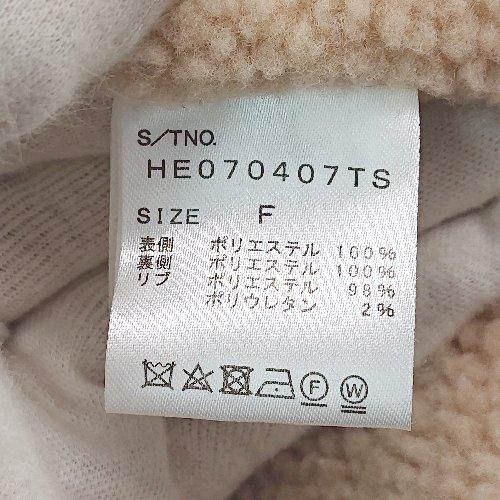 S/TNO.
HE070407TS
SIZE F
表側 ポリエステル 100%
裏側 ポリエステル 100%
リブ ポリエステル 98%
ポリウレタン 2%
F W